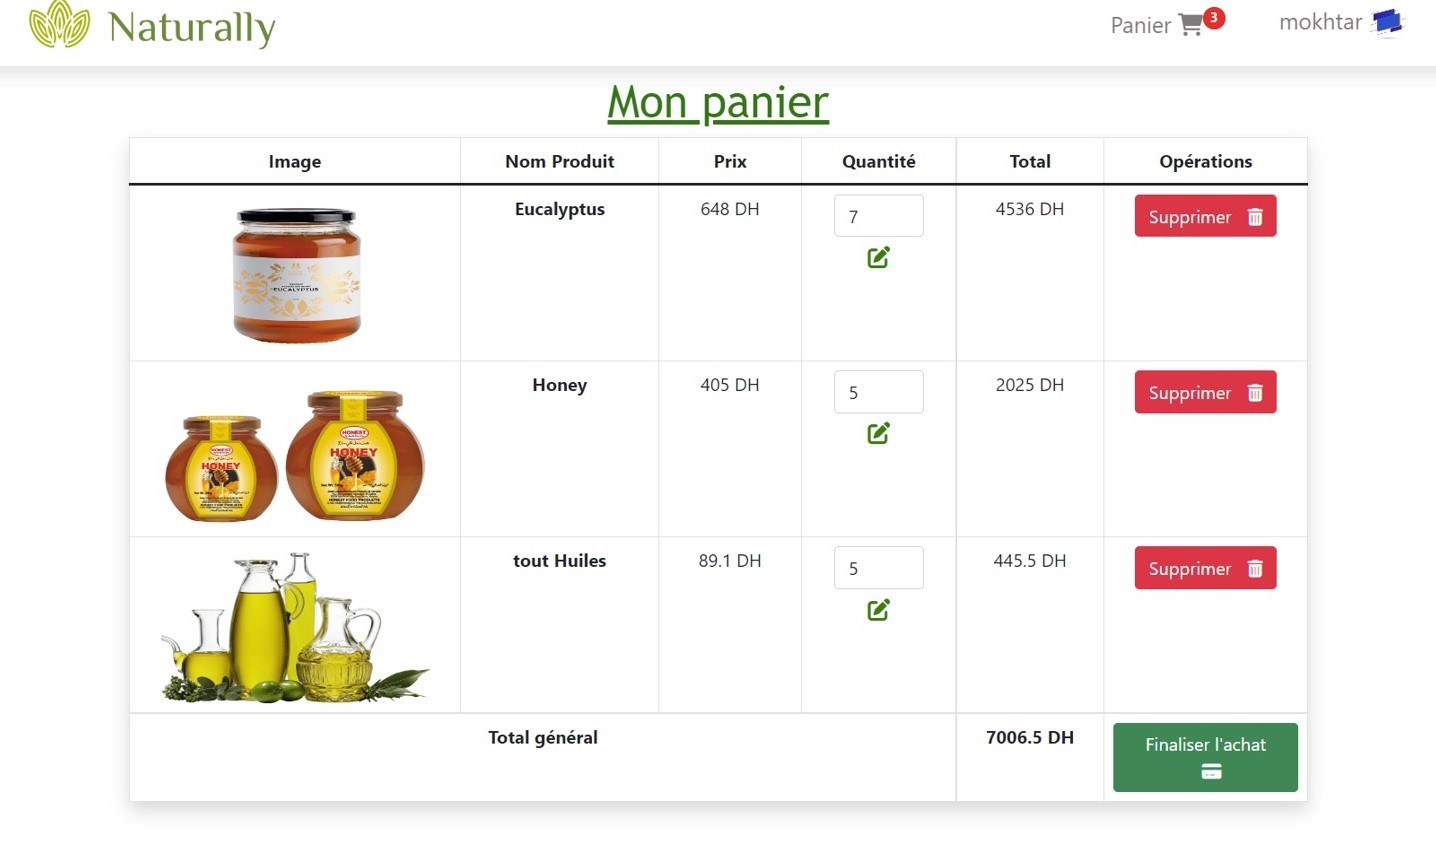 Naturally
Panier 3
mokhtar
Mon panier
Image Nom Produit Prix Quantité Total Opérations
Eucalyptus 648 DH 7 4536 DH Supprimer
EUCALYPTUS
Honey 405 DH 5 2025 DH Supprimer
HONEST
HONEY
HONEST
HONEY
tout Huiles 89.1 DH 5 445.5 DH Supprimer
Total général 7006.5 DH Finaliser l'achat